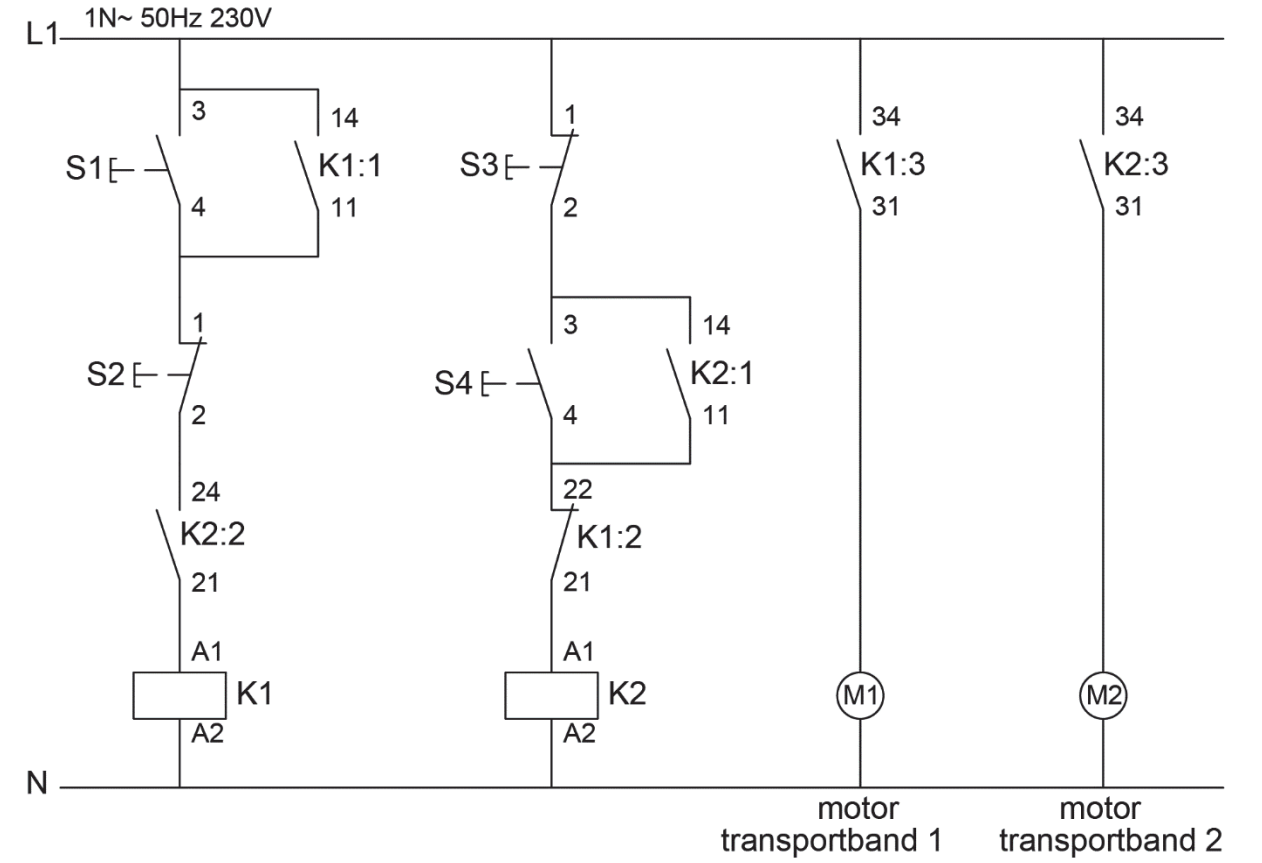 1N~ 50Hz 230V
L1
3
14
1
34
34
S1
K1:1
S3
K1:3
K2:3
4
11
2
31
31
1
3
14
S2
S4
K2:1
2
4
11
24
22
K2:2
K1:2
21
21
A1
A1
K1
K2
M1
M2
A2
A2
N
motor
transportband 1
motor
transportband 2